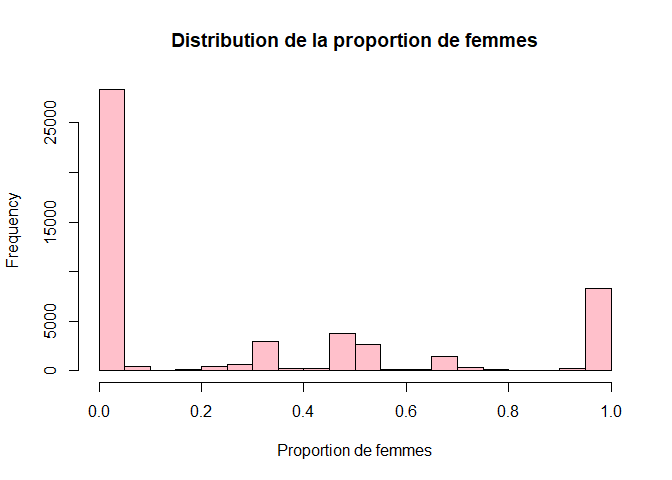 Distribution de la proportion de femmes
Frequency
25000
15000
5000
0
0.0 0.2 0.4 0.6 0.8 1.0
Proportion de femmes